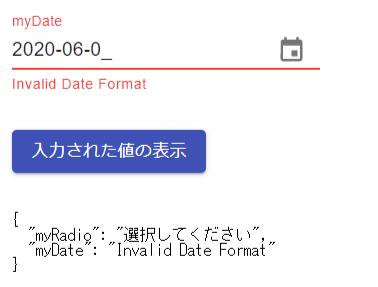 myDate
2020-06-0_
Invalid Date Format
入力された値の表示
{
"myRadio": "選択してください",
"myDate": "Invalid Date Format"
}